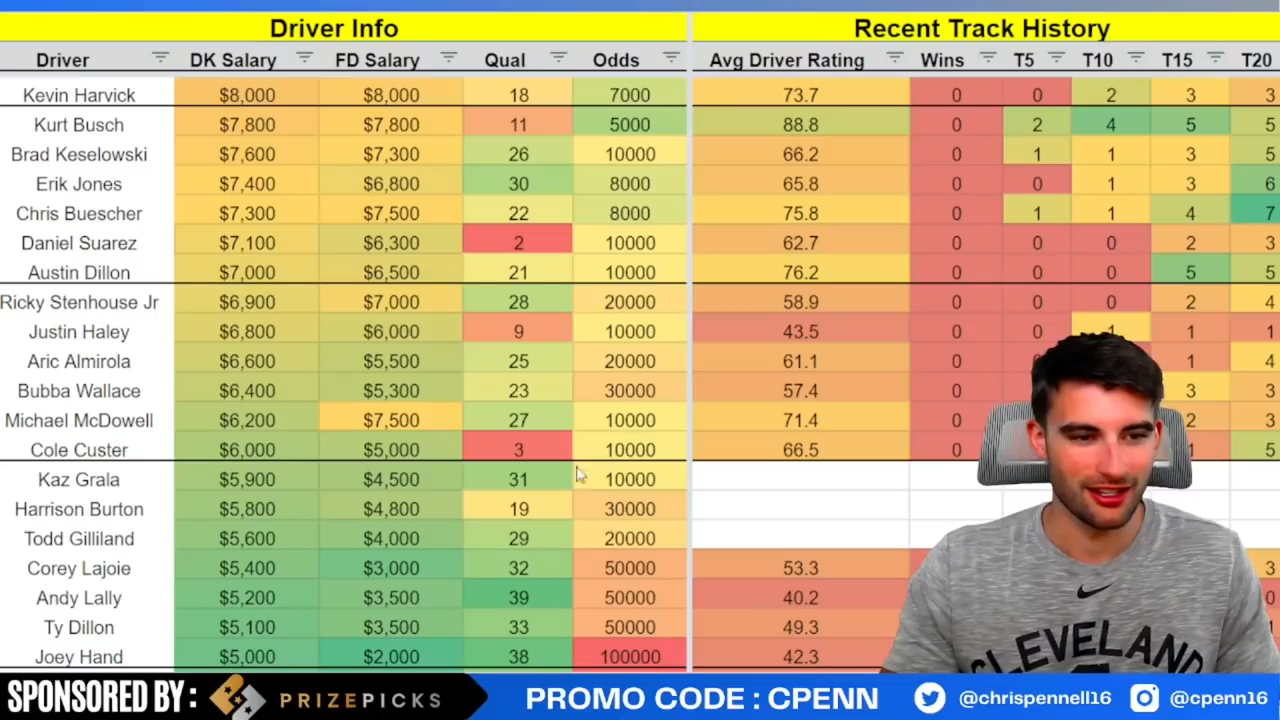 Driver Info Recent Track History
Driver DK Salary FD Salary Qual Odds Avg Driver Rating Wins T5 T10 T15 T20
Kevin Harvick $8,000 $8,000 18 7000 73.7 0 0 2 3 3
Kurt Busch $7,800 $7,800 11 5000 88.8 0 2 4 5 5
Brad Keselowski $7,600 $7,300 26 10000 66.2 0 1 1 3 5
Erik Jones $7,400 $6,800 30 8000 65.8 0 0 1 3 6
Chris Buescher $7,300 $7,500 22 8000 75.8 0 1 1 4 7
Daniel Suarez $7,100 $6,300 2 10000 62.7 0 0 0 2 3
Austin Dillon $7,000 $6,500 21 10000 76.2 0 0 0 5 5
Ricky Stenhouse Jr $6,900 $7,000 28 20000 58.9 0 0 0 2 4
Justin Haley $6,800 $6,000 9 10000 43.5 0 0 1 1 1
Aric Almirola $6,600 $5,500 25 20000 61.1 0 1 4
Bubba Wallace $6,400 $5,300 23 30000 57.4 0 3 3
Michael McDowell $6,200 $7,500 27 10000 71.4 0 2 3
Cole Custer $6,000 $5,000 3 10000 66.5 0 1 5
Kaz Grala $5,900 $4,500 31 10000
Harrison Burton $5,800 $4,800 19 30000
Todd Gilliland $5,600 $4,000 29 20000
Corey Lajoie $5,400 $3,000 32 50000 53.3 3
Andy Lally $5,200 $3,500 39 50000 40.2 0
Ty Dillon $5,100 $3,500 33 50000 49.3
Joey Hand $5,000 $2,000 38 100000 42.3
CLEVELAND
SPONSORED BY : PRIZEPICKS PROMO CODE : CPENN @chrispennell16 @cpenn16